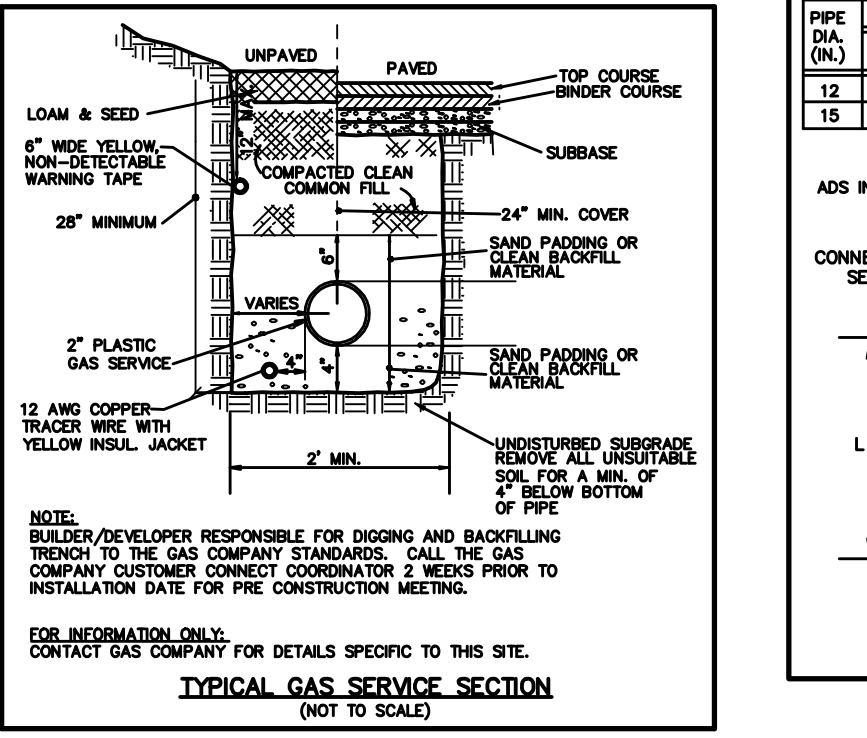 UNPAVED
PAVED
TOP COURSE
BINDER COURSE
LOAM & SEED
12" MAX.
6" WIDE YELLOW,
NON-DETECTABLE
WARNING TAPE
SUBBASE
COMPACTED CLEAN
COMMON FILL
28" MINIMUM
24" MIN. COVER
SAND PADDING OR
CLEAN BACKFILL
MATERIAL
6"
VARIES
2" PLASTIC
GAS SERVICE
4"
4"
SAND PADDING OR
CLEAN BACKFILL
MATERIAL
12 AWG COPPER
TRACER WIRE WITH
YELLOW INSUL. JACKET
2' MIN.
UNDISTURBED SUBGRADE
REMOVE ALL UNSUITABLE
SOIL FOR A MIN. OF
4" BELOW BOTTOM
OF PIPE
NOTE:
BUILDER/DEVELOPER RESPONSIBLE FOR DIGGING AND BACKFILLING
TRENCH TO THE GAS COMPANY STANDARDS. CALL THE GAS
COMPANY CUSTOMER CONNECT COORDINATOR 2 WEEKS PRIOR TO
INSTALLATION DATE FOR PRE CONSTRUCTION MEETING.
FOR INFORMATION ONLY:
CONTACT GAS COMPANY FOR DETAILS SPECIFIC TO THIS SITE.
TYPICAL GAS SERVICE SECTION
(NOT TO SCALE)
PIPE
DIA.
(IN.)
12
15
ADS